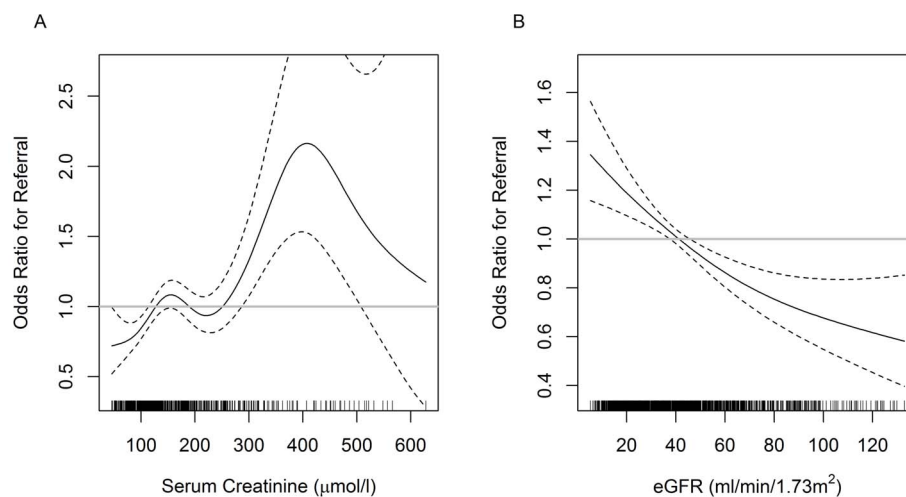 A
B
Odds Ratio for Referral
2.5
2.0
1.5
1.0
0.5
100 200 300 400 500 600
Serum Creatinine (μmol/l)
Odds Ratio for Referral
1.6
1.4
1.2
1.0
0.8
0.6
0.4
20 40 60 80 100 120
eGFR (ml/min/1.73m²)